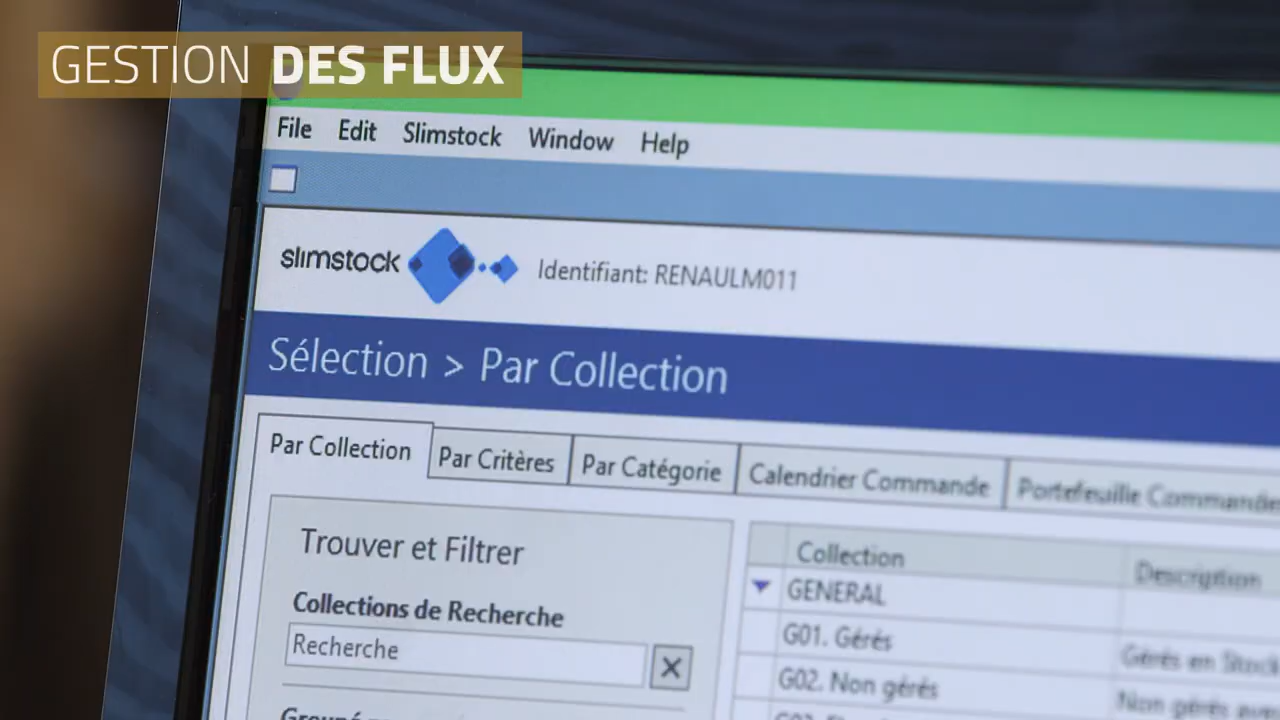 GESTION DES FLUX
File Edit Slimstock Window Help
slimstock Identifiant: RENAULM011
Sélection > Par Collection
Par Collection Par Critères Par Catégorie Calendrier Commande Portefeuille Commande
Trouver et Filtrer
Collection Description
GENERAL
Collections de Recherche
G01. Gérés Gérés en Stock
Recherche
G02. Non gérés Non gérés